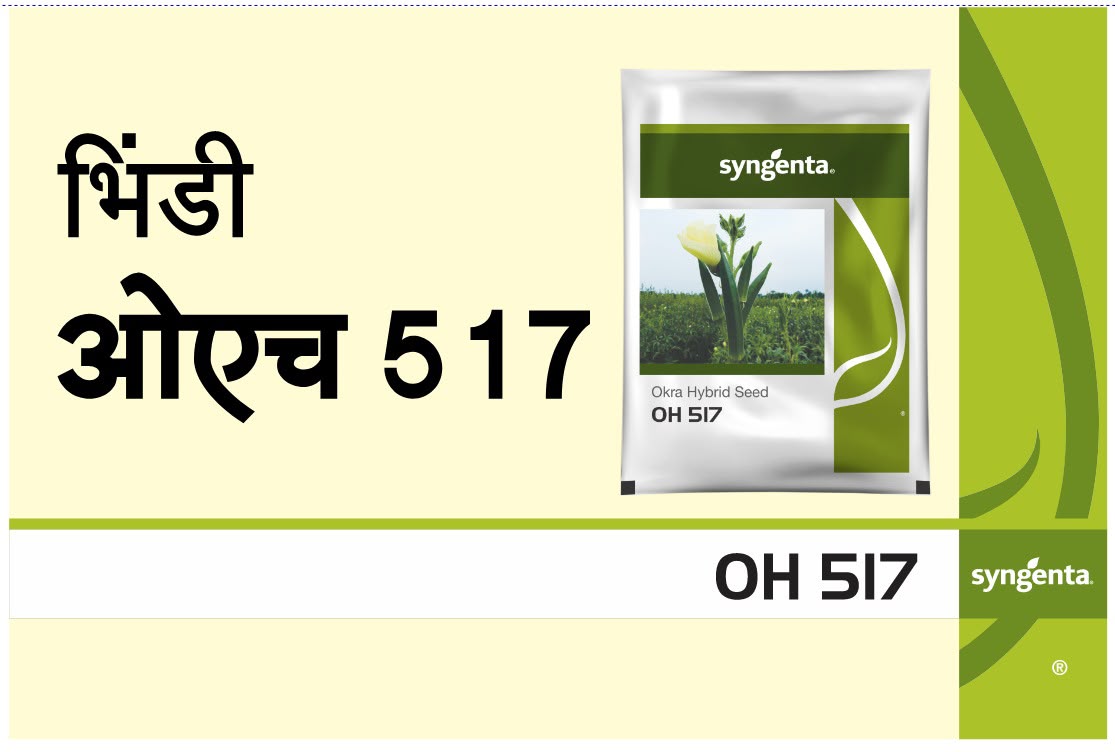 भिंडी
ओएच 517
syngenta®
Okra Hybrid Seed
OH 517
®
OH 517
syngenta®
®